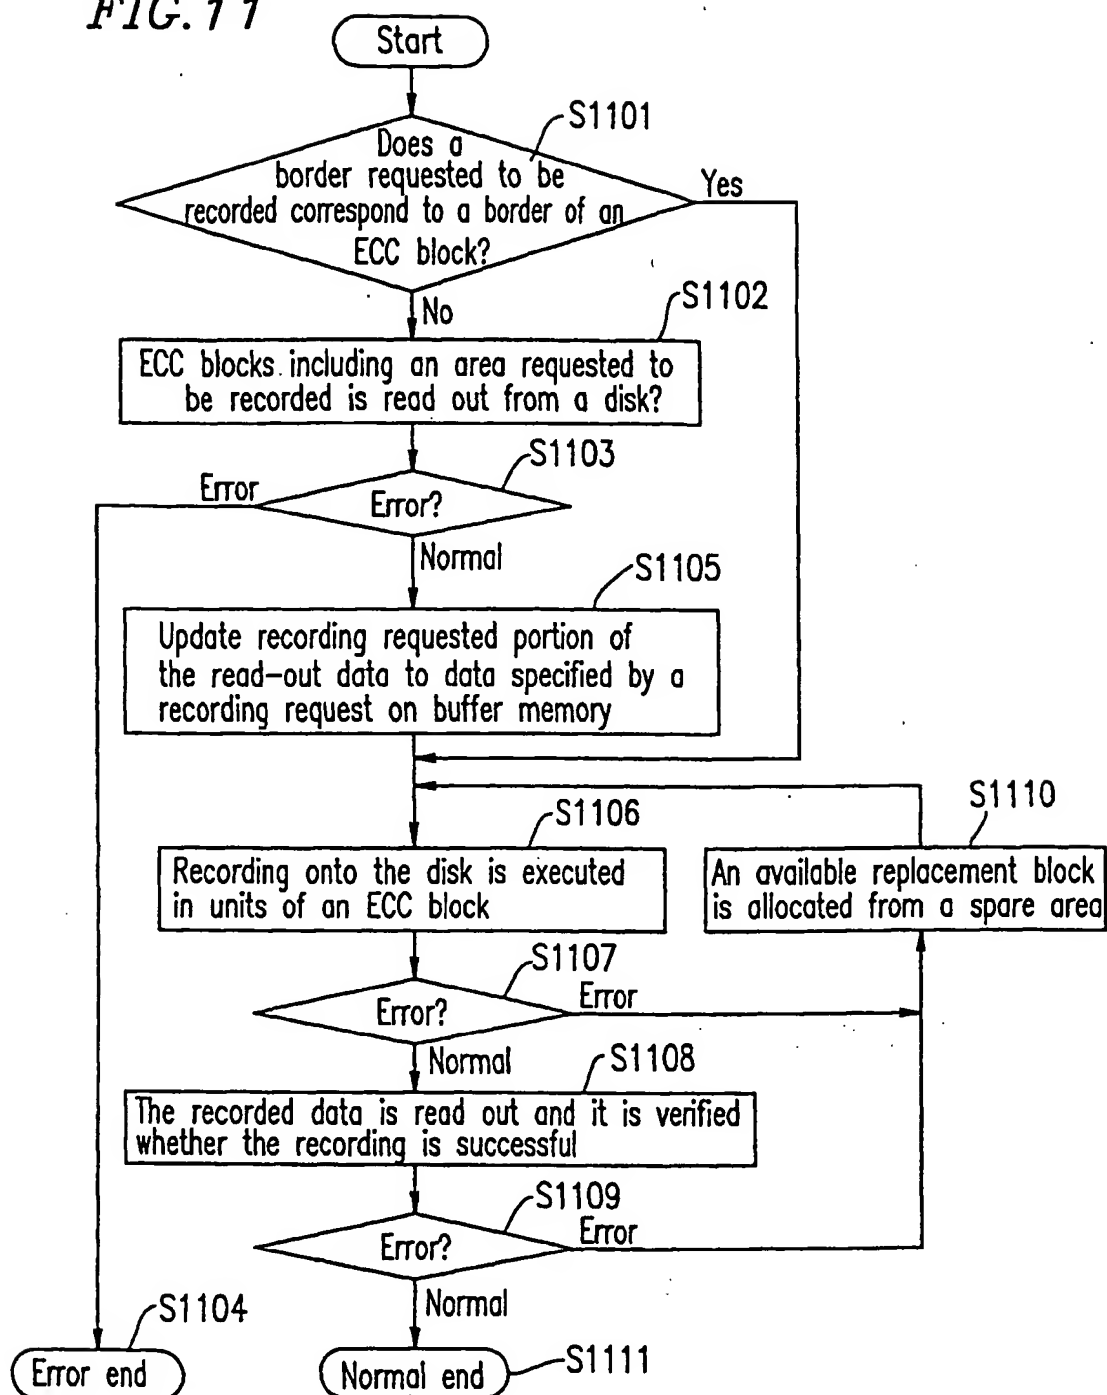 FIG. 11
Start
S1101
Does a
border requested to be
recorded correspond to a border of an
ECC block?
Yes
No
S1102
ECC blocks including an area requested to
be recorded is read out from a disk?
S1103
Error
Error?
Normal
S1105
Update recording requested portion of
the read-out data to data specified by a
recording request on buffer memory
S1106
S1110
Recording onto the disk is executed
in units of an ECC block
An available replacement block
is allocated from a spare area
S1107
Error?
Error
Normal
S1108
The recorded data is read out and it is verified
whether the recording is successful
S1109
Error?
Error
Normal
S1104
Error end
Normal end
S1111